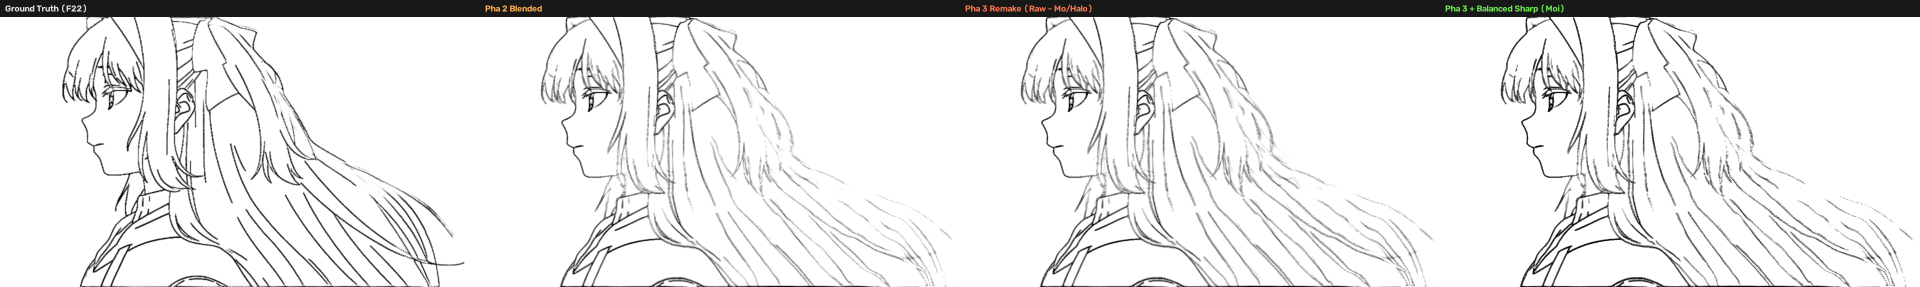 Ground Truth (F22)
Pha 2 Blended
Pha 3 Remake (Raw - Mo/Halo)
Pha 3 + Balanced Sharp (Moi)